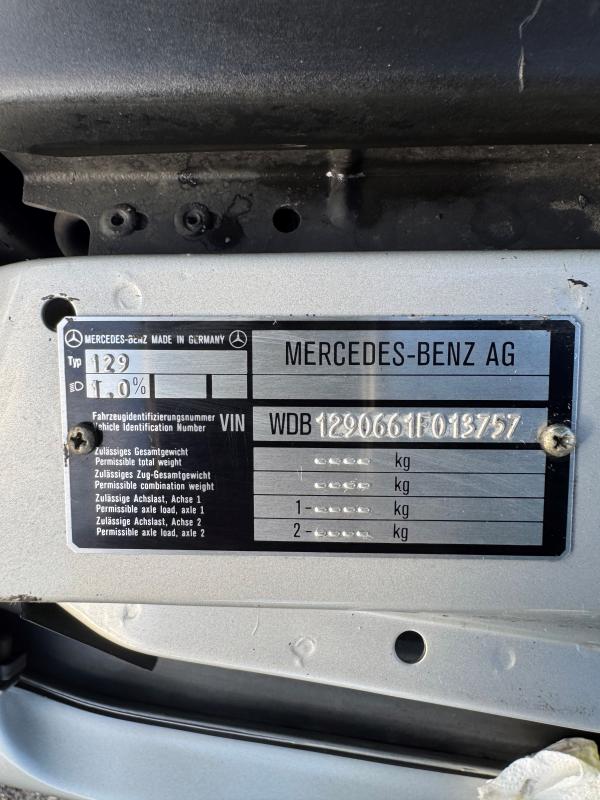 MERCEDES-BENZ MADE IN GERMANY
Typ 129
1.0%
MERCEDES-BENZ AG
Fahrzeugidentifizierungsnummer
Vehicle Identification Number VIN WDB1290661F013757
Zulässiges Gesamtgewicht
Permissible total weight ---- kg
Zulässiges Zug-Gesamtgewicht
Permissible combination weight ---- kg
Zulässige Achslast, Achse 1
Permissible axle load, axle 1 1- ---- kg
Zulässige Achslast, Achse 2
Permissible axle load, axle 2 2- ---- kg